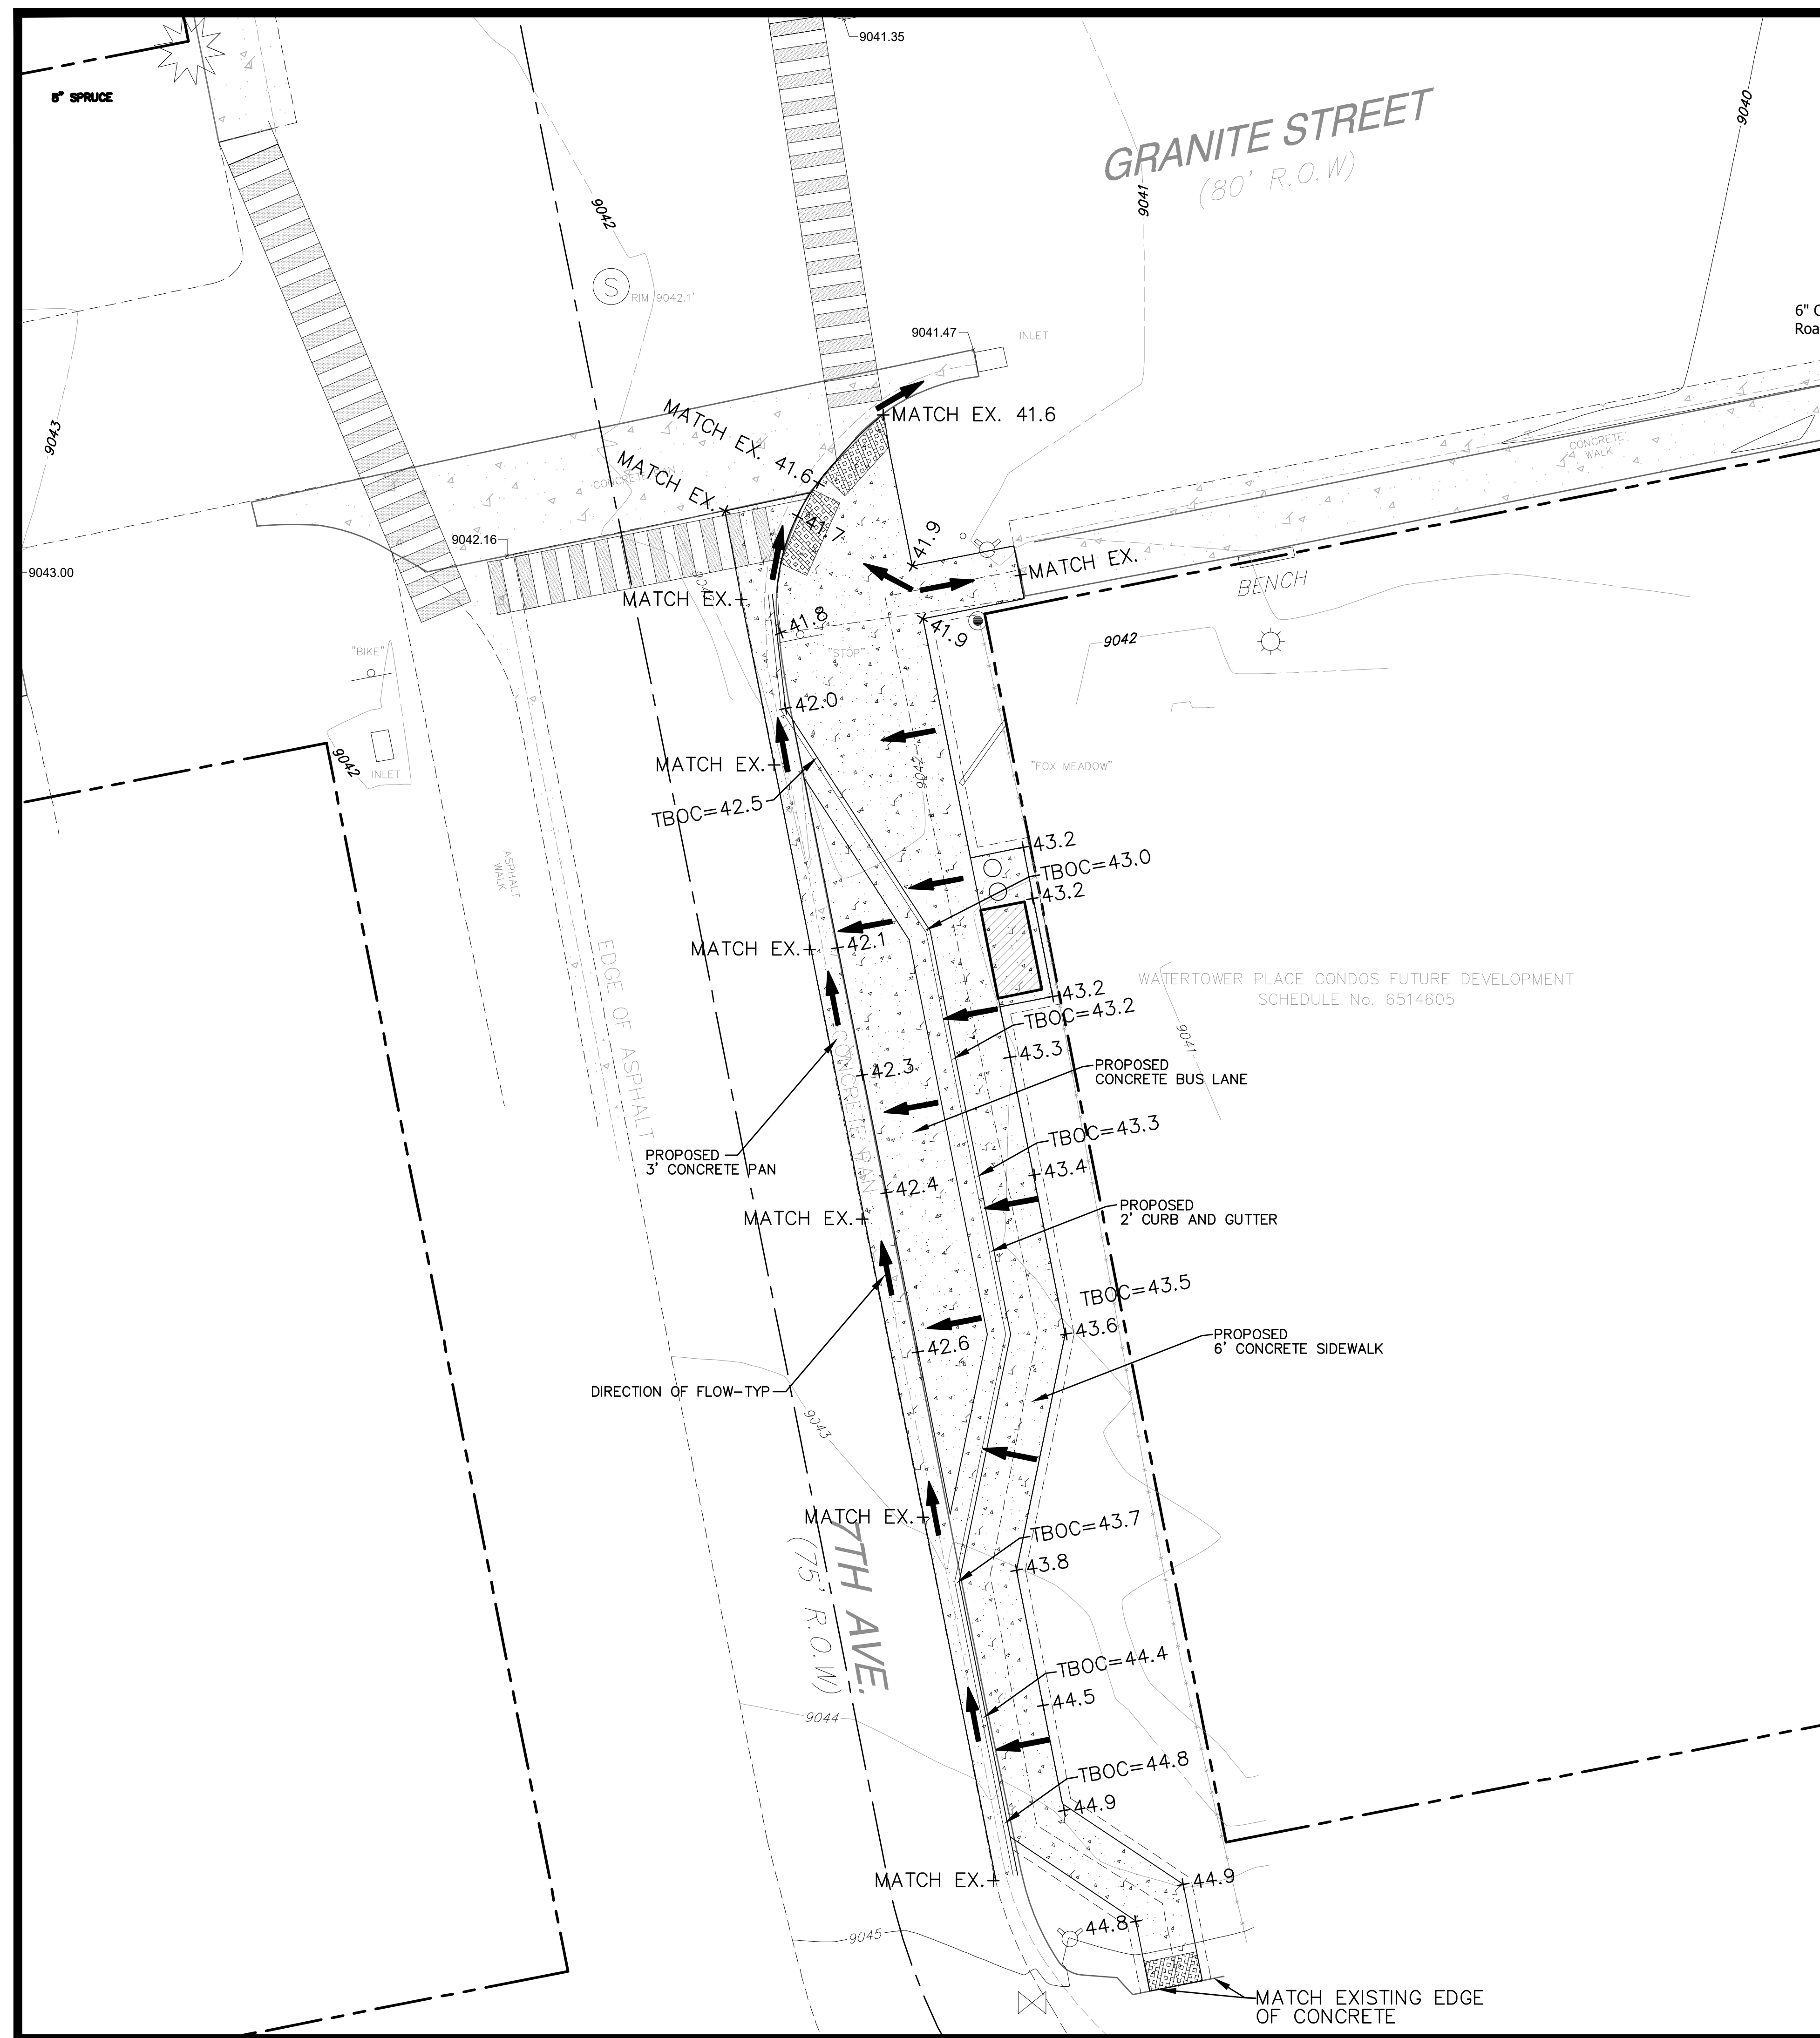 9041.35
8" SPRUCE
GRANITE STREET
(80' R.O.W)
9040
9042
9041
S
RIM 9042.1'
6" C
Roa
9041.47
INLET
9043
MATCH EX. 41.6
MATCH EX. 41.6
MATCH EX.
CONCRETE PAN
CONCRETE
WALK
41.7
41.9
9042.16
9043.00
MATCH EX.
BENCH
9042
MATCH EX.
41.8
41.9
9042
"BIKE"
"STOP"
42.0
9042
INLET
MATCH EX.
9042
"FOX MEADOW"
TBOC=42.5
43.2
TBOC=43.0
43.2
ASPHALT
WALK
42.1
MATCH EX.
EDGE OF ASPHALT
WATERTOWER PLACE CONDOS FUTURE DEVELOPMENT
SCHEDULE No. 6514605
43.2
TBOC=43.2
9041
43.3
CONCRETE PAN
PROPOSED
CONCRETE BUS LANE
42.3
TBOC=43.3
PROPOSED
3' CONCRETE PAN
43.4
42.4
PROPOSED
2' CURB AND GUTTER
MATCH EX.
TBOC=43.5
43.6
PROPOSED
6' CONCRETE SIDEWALK
42.6
DIRECTION OF FLOW-TYP
9043
MATCH EX.
TBOC=43.7
43.8
7TH AVE.
(75' R.O.W)
TBOC=44.4
44.5
9044
TBOC=44.8
44.9
MATCH EX.
44.9
44.8
9045
MATCH EXISTING EDGE
OF CONCRETE